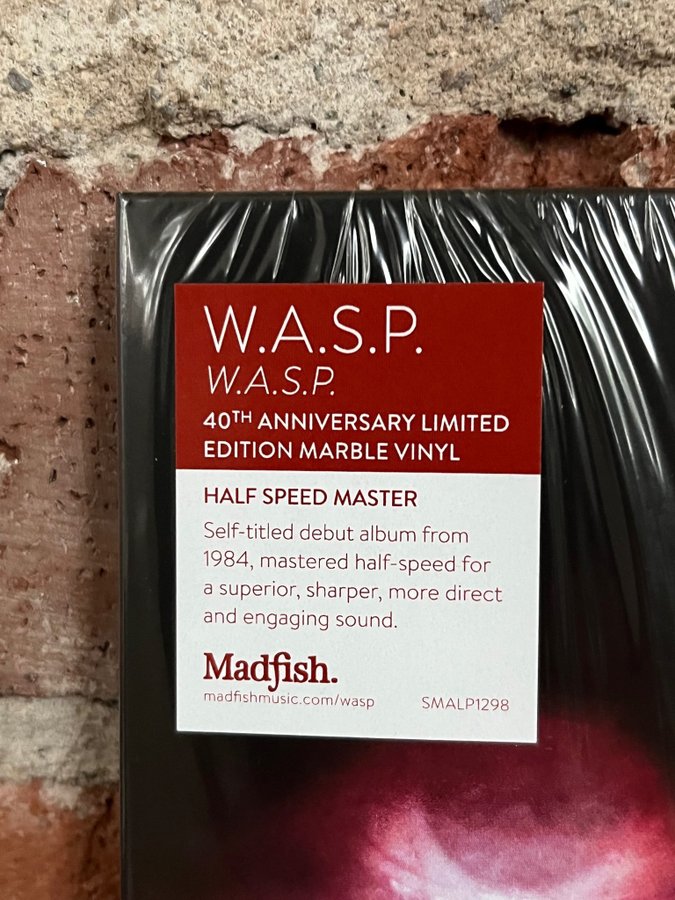 W.A.S.P.
W.A.S.P.
40TH ANNIVERSARY LIMITED
EDITION MARBLE VINYL
HALF SPEED MASTER
Self-titled debut album from
1984, mastered half-speed for
a superior, sharper, more direct
and engaging sound.
Madfish.
madfishmusic.com/wasp SMALP1298